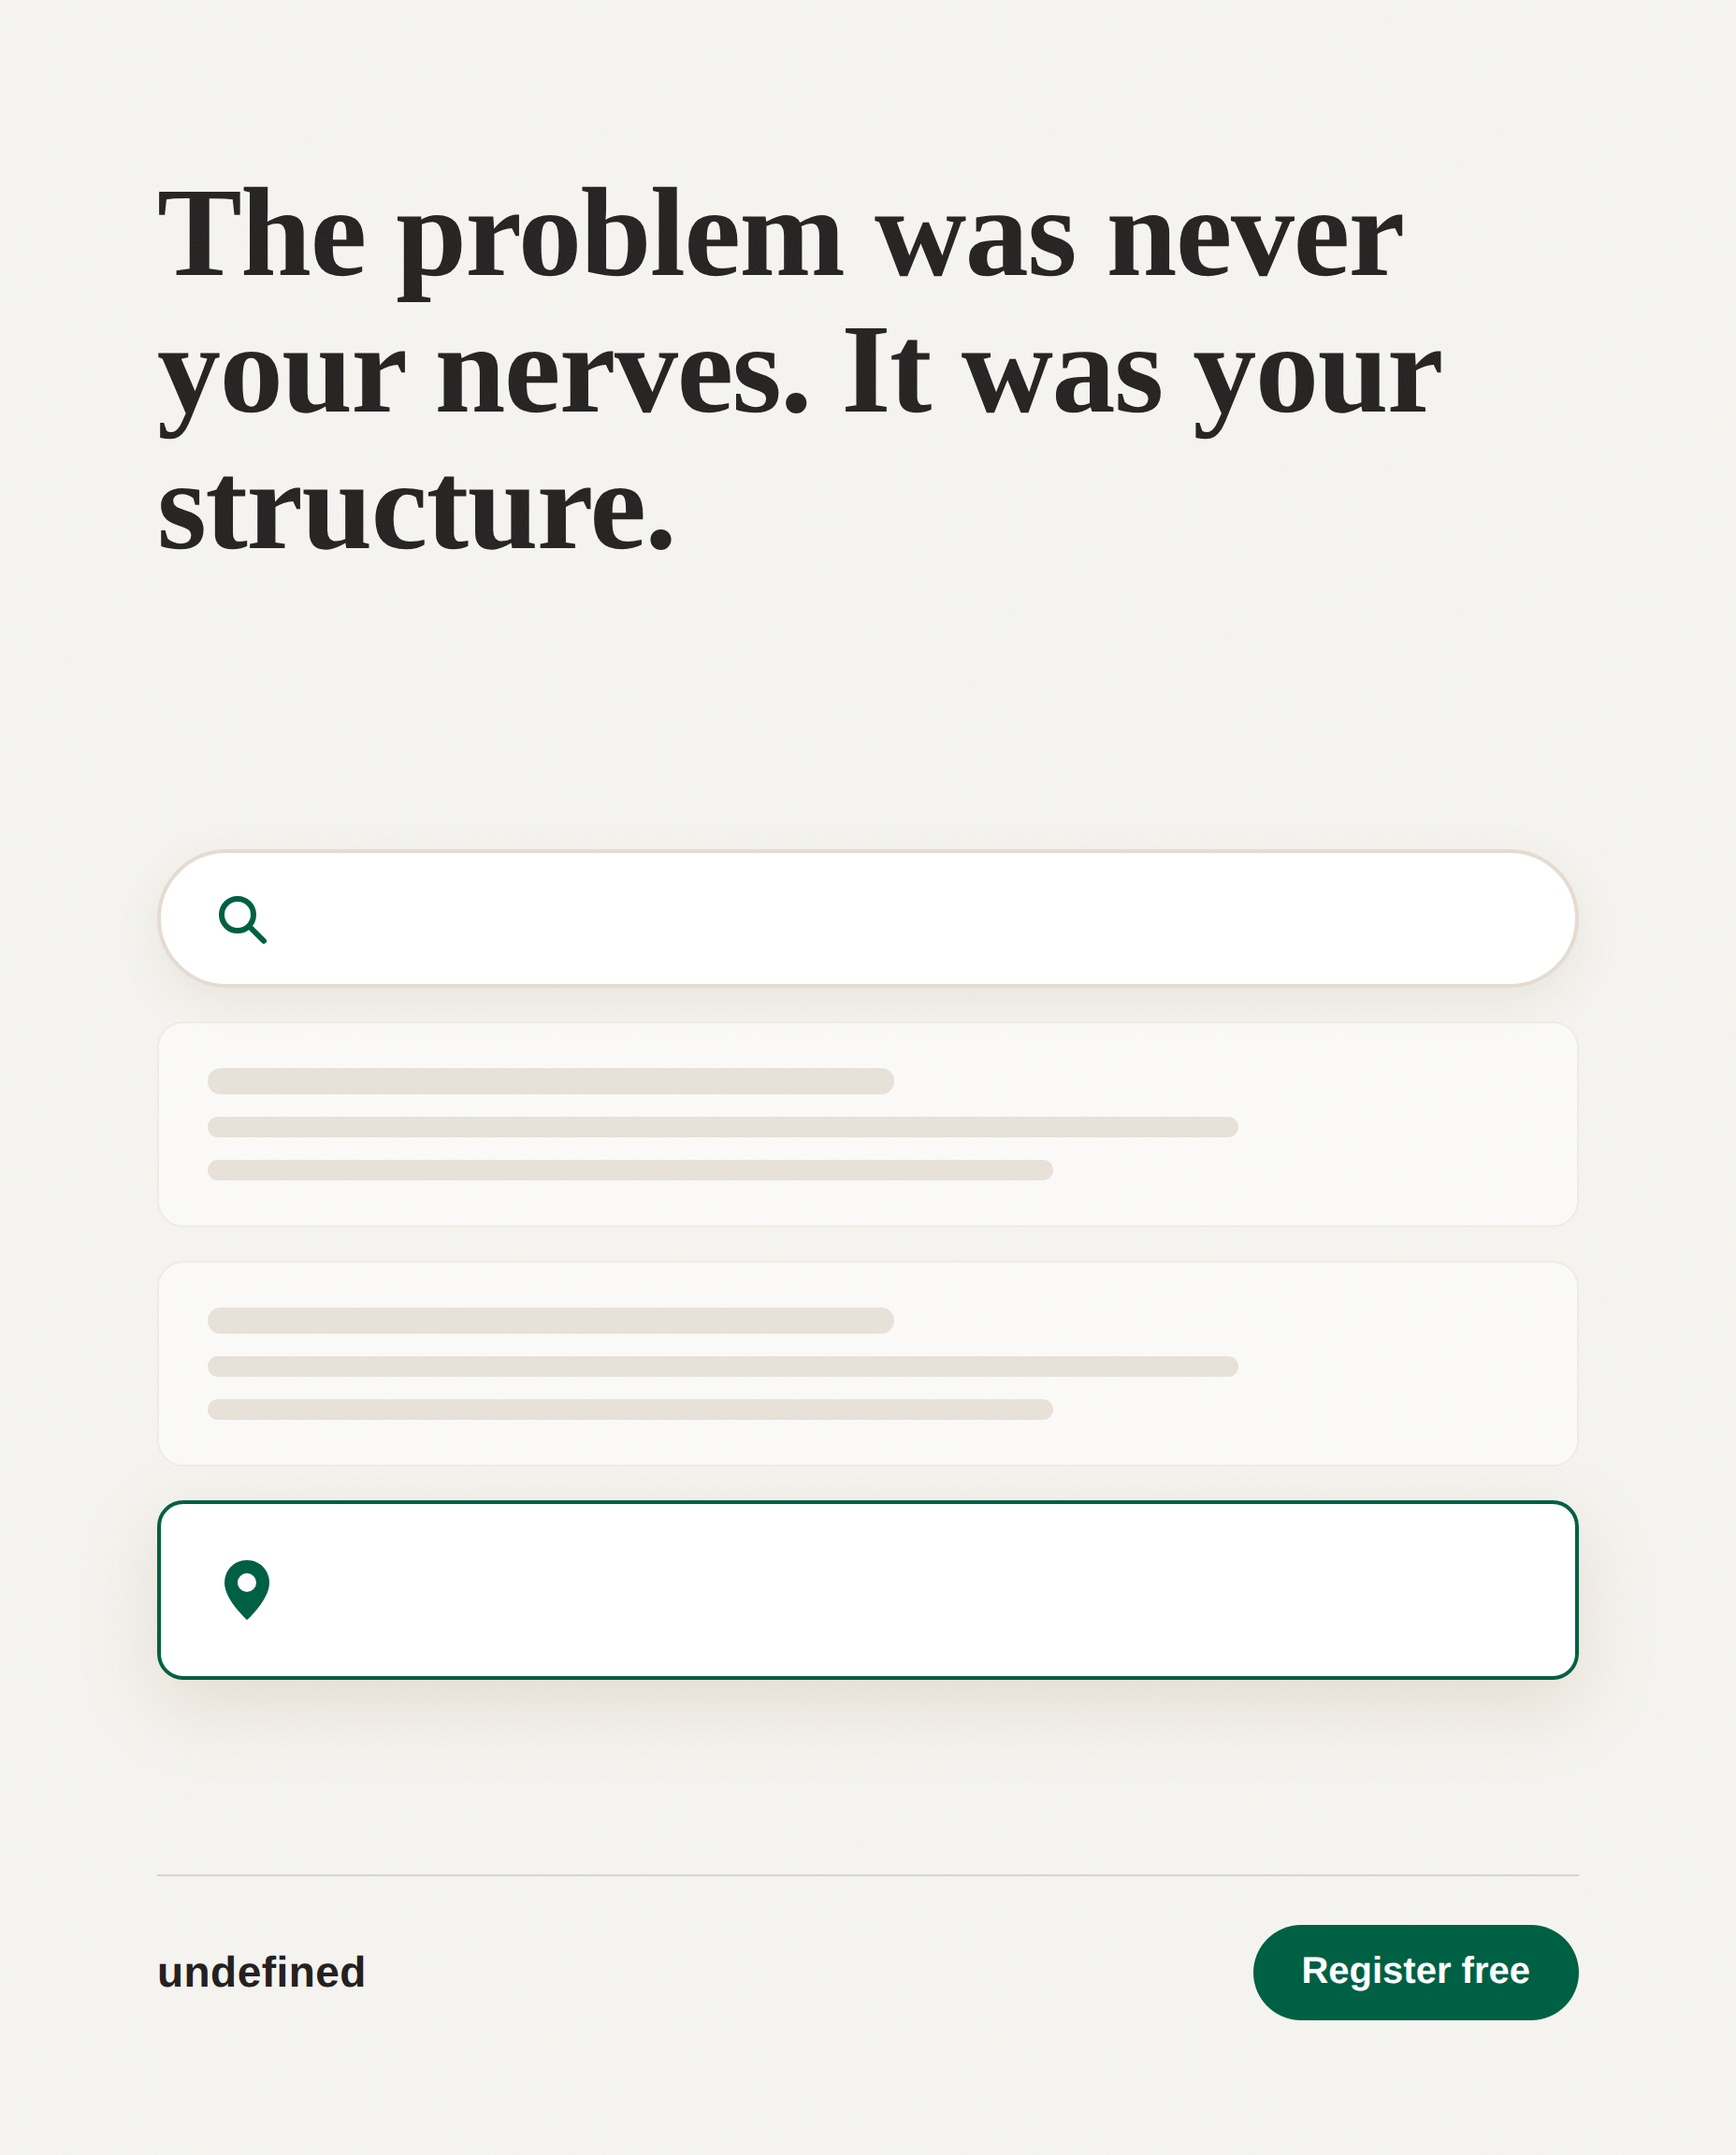 The problem was never
your nerves. It was your
structure.
undefined
Register free